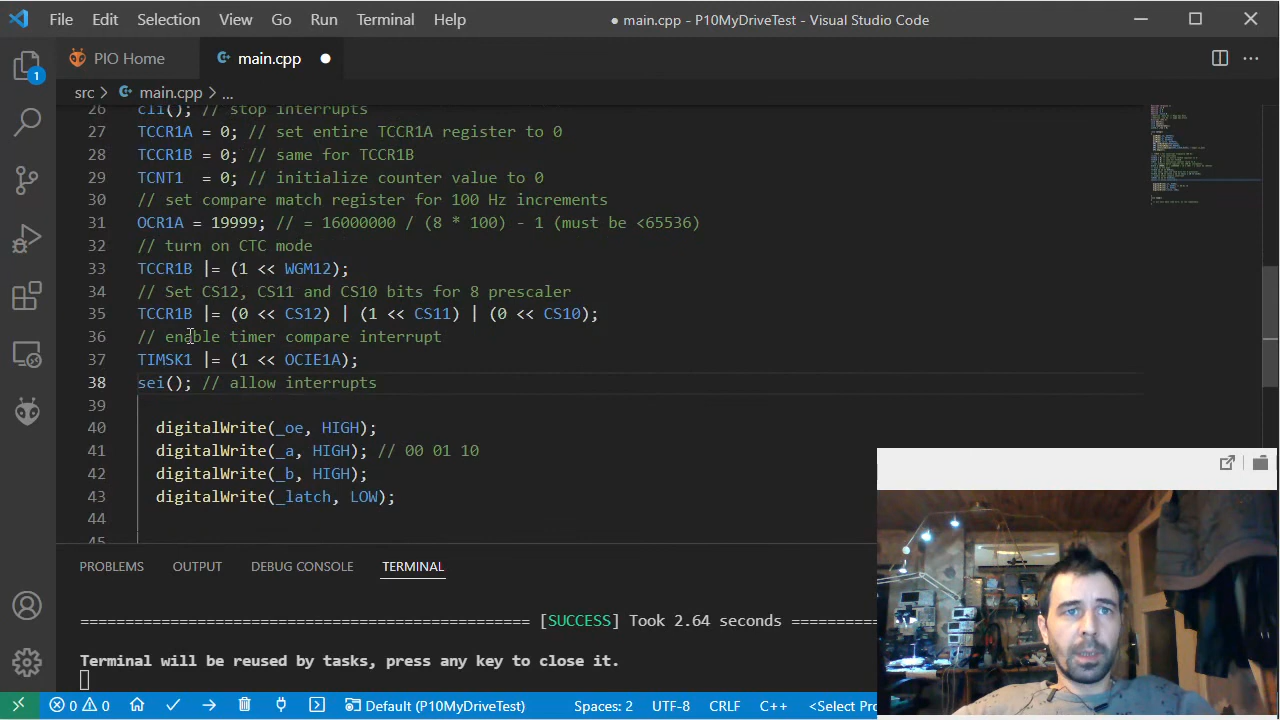 File Edit Selection View Go Run Terminal Help ● main.cpp - P10MyDriveTest - Visual Studio Code
PIO Home main.cpp
src > main.cpp > ...
26 cli(); // stop interrupts
27 TCCR1A = 0; // set entire TCCR1A register to 0
28 TCCR1B = 0; // same for TCCR1B
29 TCNT1  = 0; // initialize counter value to 0
30 // set compare match register for 100 Hz increments
31 OCR1A = 19999; // = 16000000 / (8 * 100) - 1 (must be <65536)
32 // turn on CTC mode
33 TCCR1B |= (1 << WGM12);
34 // Set CS12, CS11 and CS10 bits for 8 prescaler
35 TCCR1B |= (0 << CS12) | (1 << CS11) | (0 << CS10);
36 // enable timer compare interrupt
37 TIMSK1 |= (1 << OCIE1A);
38 sei(); // allow interrupts
39
40 digitalWrite(_oe, HIGH);
41 digitalWrite(_a, HIGH); // 00 01 10
42 digitalWrite(_b, HIGH);
43 digitalWrite(_latch, LOW);
44
45
1
PROBLEMS OUTPUT DEBUG CONSOLE TERMINAL
============================================== [SUCCESS] Took 2.64 seconds ===========
Terminal will be reused by tasks, press any key to close it.
0 0 Default (P10MyDriveTest) Spaces: 2 UTF-8 CRLF C++ <Select Pro